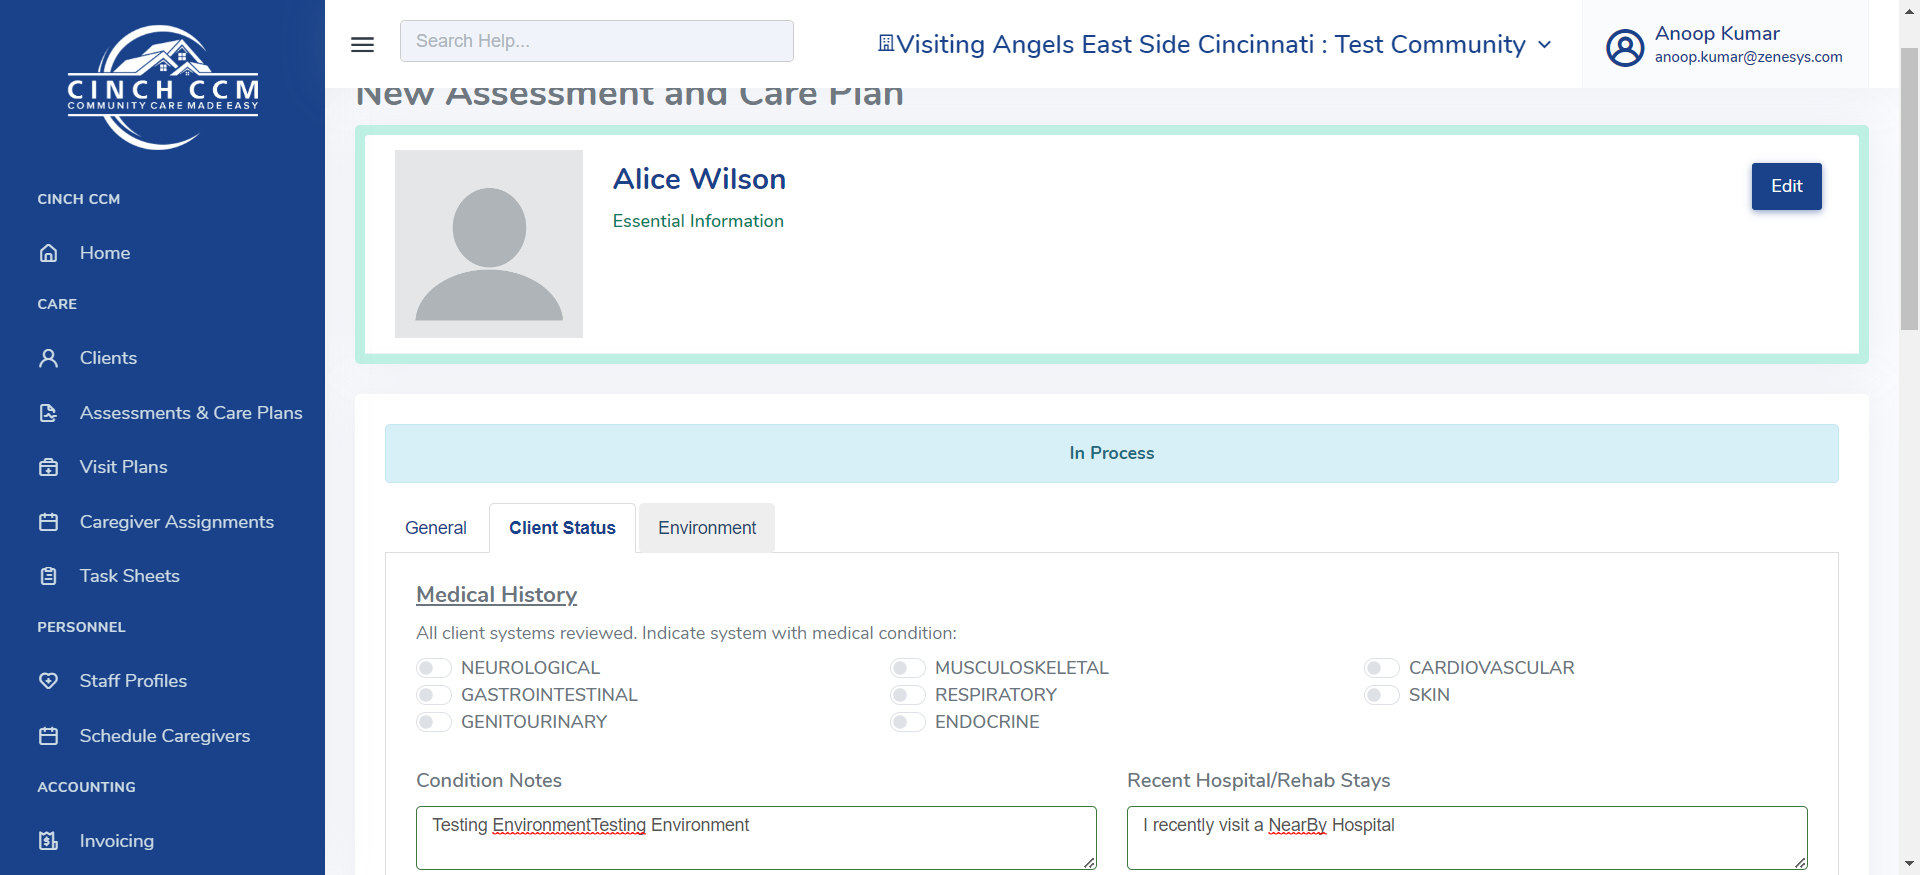 CINCH CCM
COMMUNITY CARE MADE EASY
CINCH CCM
Home
CARE
Clients
Assessments & Care Plans
Visit Plans
Caregiver Assignments
Task Sheets
PERSONNEL
Staff Profiles
Schedule Caregivers
ACCOUNTING
Invoicing
Search Help...
Visiting Angels East Side Cincinnati : Test Community
Anoop Kumar
anoop.kumar@zenesys.com
New Assessment and Care Plan
Alice Wilson
Essential Information
Edit
In Process
General
Client Status
Environment
Medical History
All client systems reviewed. Indicate system with medical condition:
NEUROLOGICAL
MUSCULOSKELETAL
CARDIOVASCULAR
GASTROINTESTINAL
RESPIRATORY
SKIN
GENITOURINARY
ENDOCRINE
Condition Notes
Recent Hospital/Rehab Stays
Testing EnvironmentTesting Environment
I recently visit a NearBy Hospital